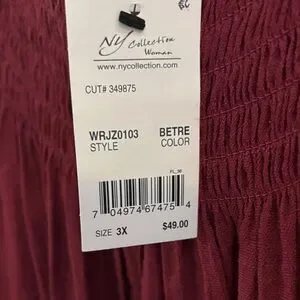 NY Collection
Woman
www.nycollection.com
CUT# 349875
WRJZ0103 BETRE
STYLE COLOR
PL_06
7 04974 67475 4
SIZE 3X $49.00